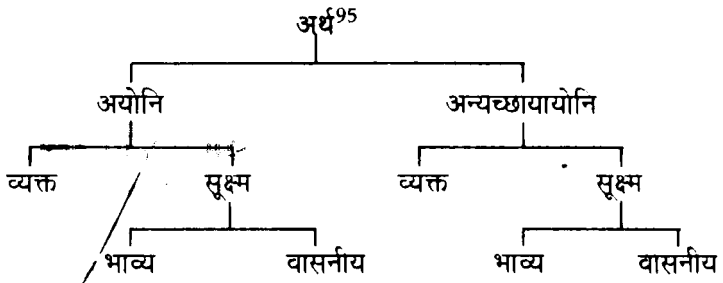 अर्थ95
अयोनि अन्यच्छायायोनि
व्यक्त सूक्ष्म व्यक्त सूक्ष्म
भाव्य वासनीय भाव्य वासनीय